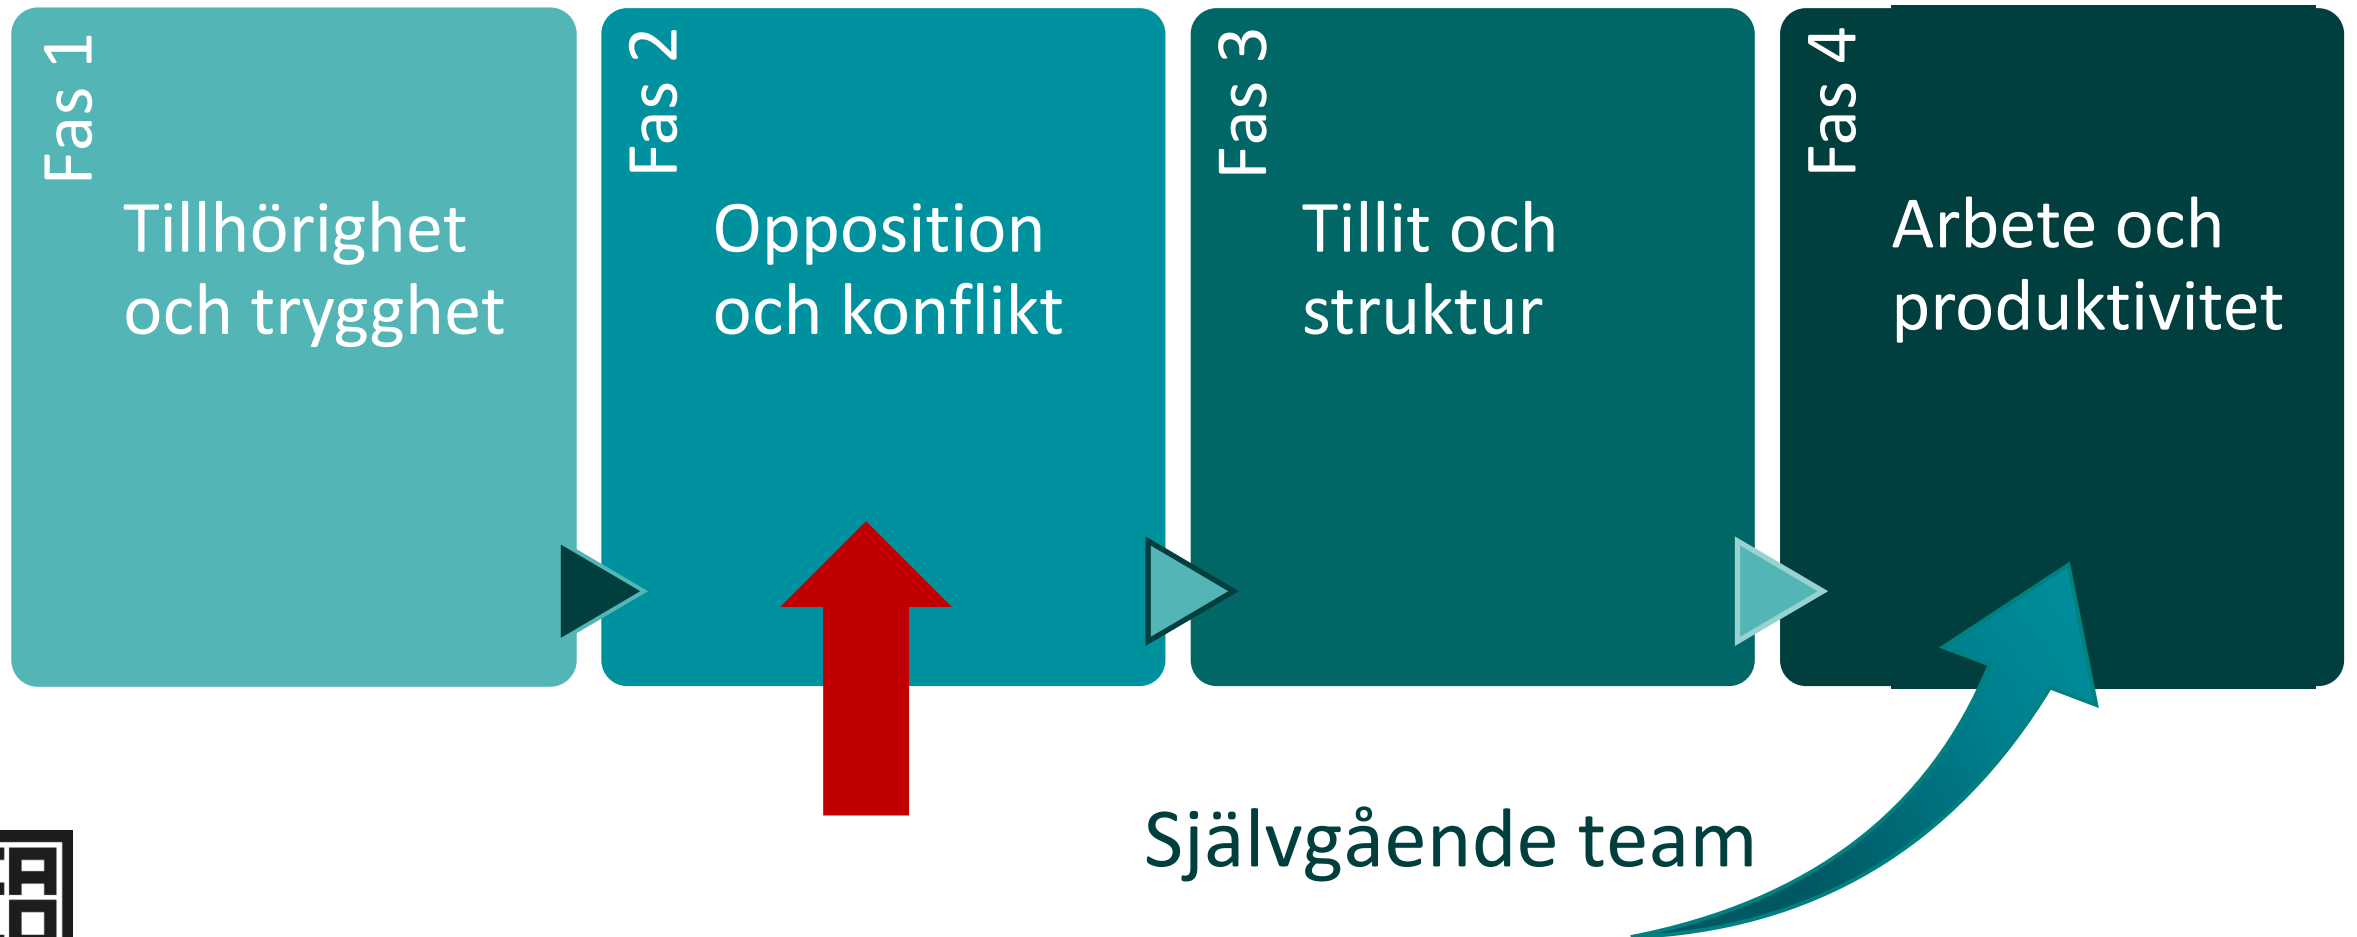 Fas 1
Tillhörighet
och trygghet
Fas 2
Opposition
och konflikt
Fas 3
Tillit och
struktur
Fas 4
Arbete och
produktivitet
Självgående team